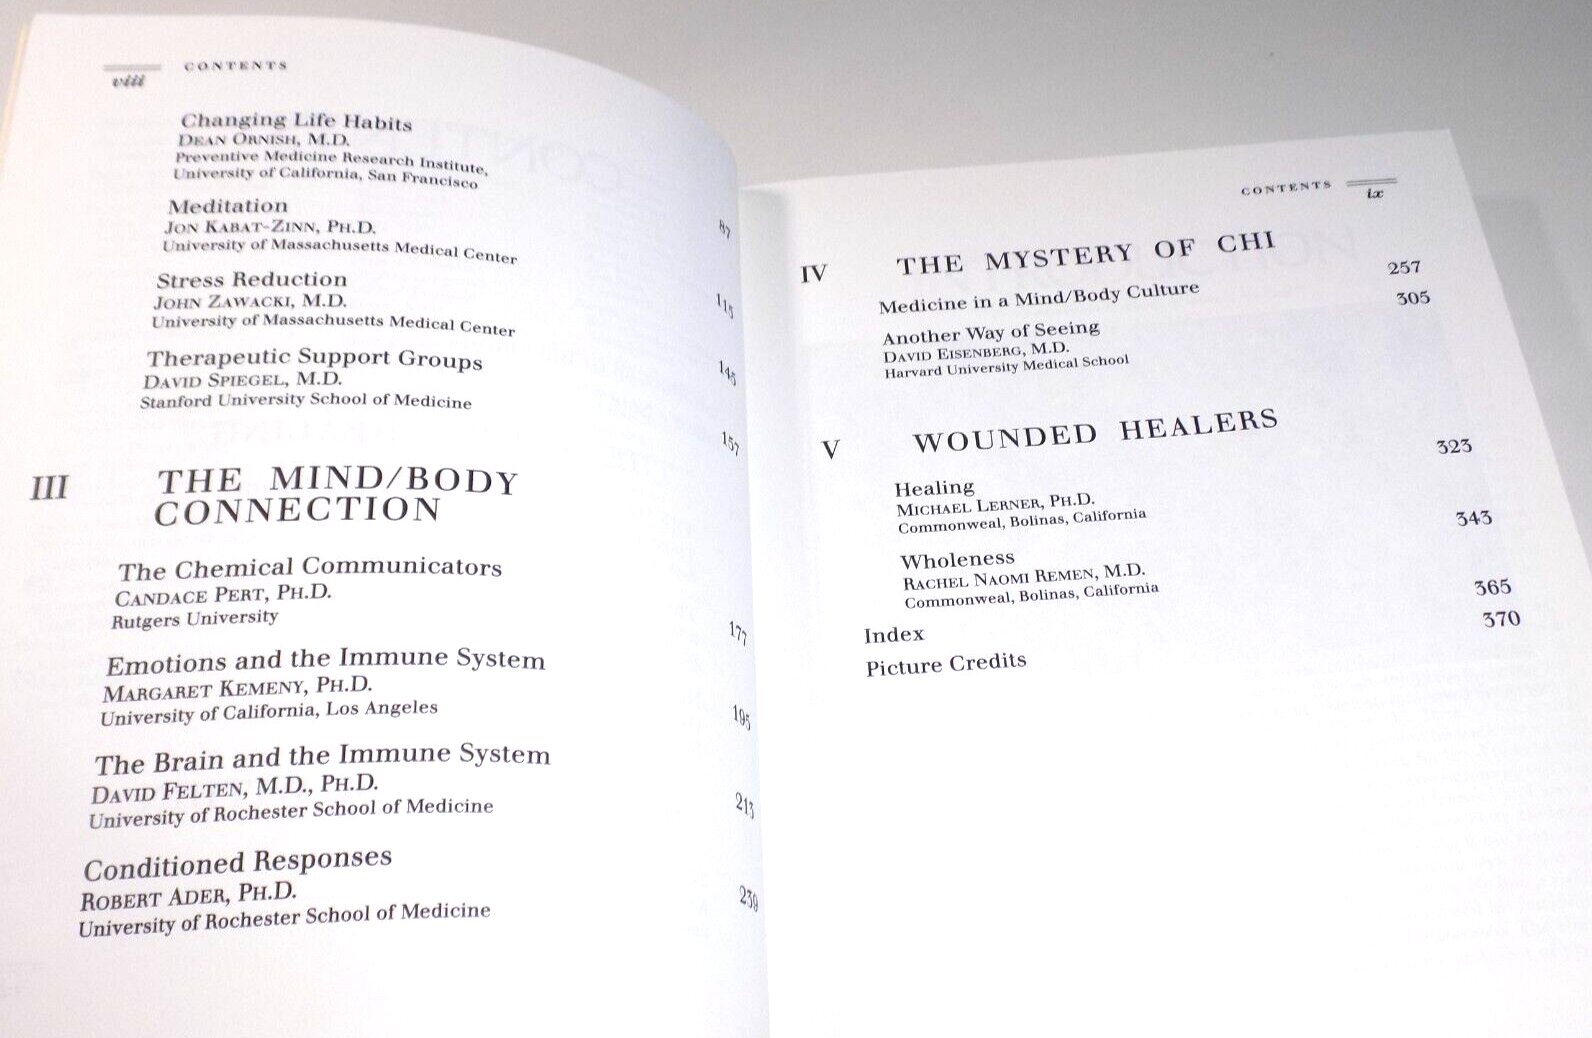 viii CONTENTS
Changing Life Habits 87
DEAN ORNISH, M.D.
Preventive Medicine Research Institute,
University of California, San Francisco
Meditation 115
JON KABAT-ZINN, PH.D.
University of Massachusetts Medical Center
Stress Reduction 145
JOHN ZAWACKI, M.D.
University of Massachusetts Medical Center
Therapeutic Support Groups 157
DAVID SPIEGEL, M.D.
Stanford University School of Medicine
III THE MIND/BODY
CONNECTION
The Chemical Communicators 177
CANDACE PERT, PH.D.
Rutgers University
Emotions and the Immune System 195
MARGARET KEMENY, PH.D.
University of California, Los Angeles
The Brain and the Immune System 213
DAVID FELTEN, M.D., PH.D.
University of Rochester School of Medicine
Conditioned Responses 239
ROBERT ADER, PH.D.
University of Rochester School of Medicine
CONTENTS ix
IV THE MYSTERY OF CHI
Medicine in a Mind/Body Culture 257
Another Way of Seeing 305
DAVID EISENBERG, M.D.
Harvard University Medical School
V WOUNDED HEALERS
Healing 323
MICHAEL LERNER, PH.D.
Commonweal, Bolinas, California
Wholeness 343
RACHEL NAOMI REMEN, M.D.
Commonweal, Bolinas, California
Index 365
Picture Credits 370